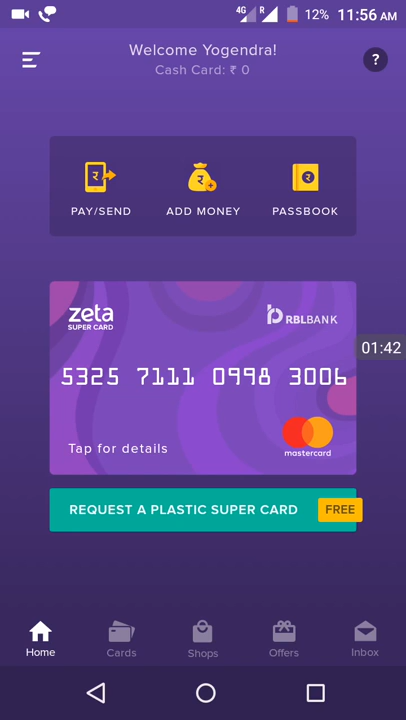 4G R 12% 11:56 AM
Welcome Yogendra!
Cash Card: ₹ 0
?
PAY/SEND ADD MONEY PASSBOOK
zeta
SUPER CARD
RBLBANK
01:42
5325 7111 0998 3006
Tap for details
mastercard
REQUEST A PLASTIC SUPER CARD FREE
Home Cards Shops Offers Inbox